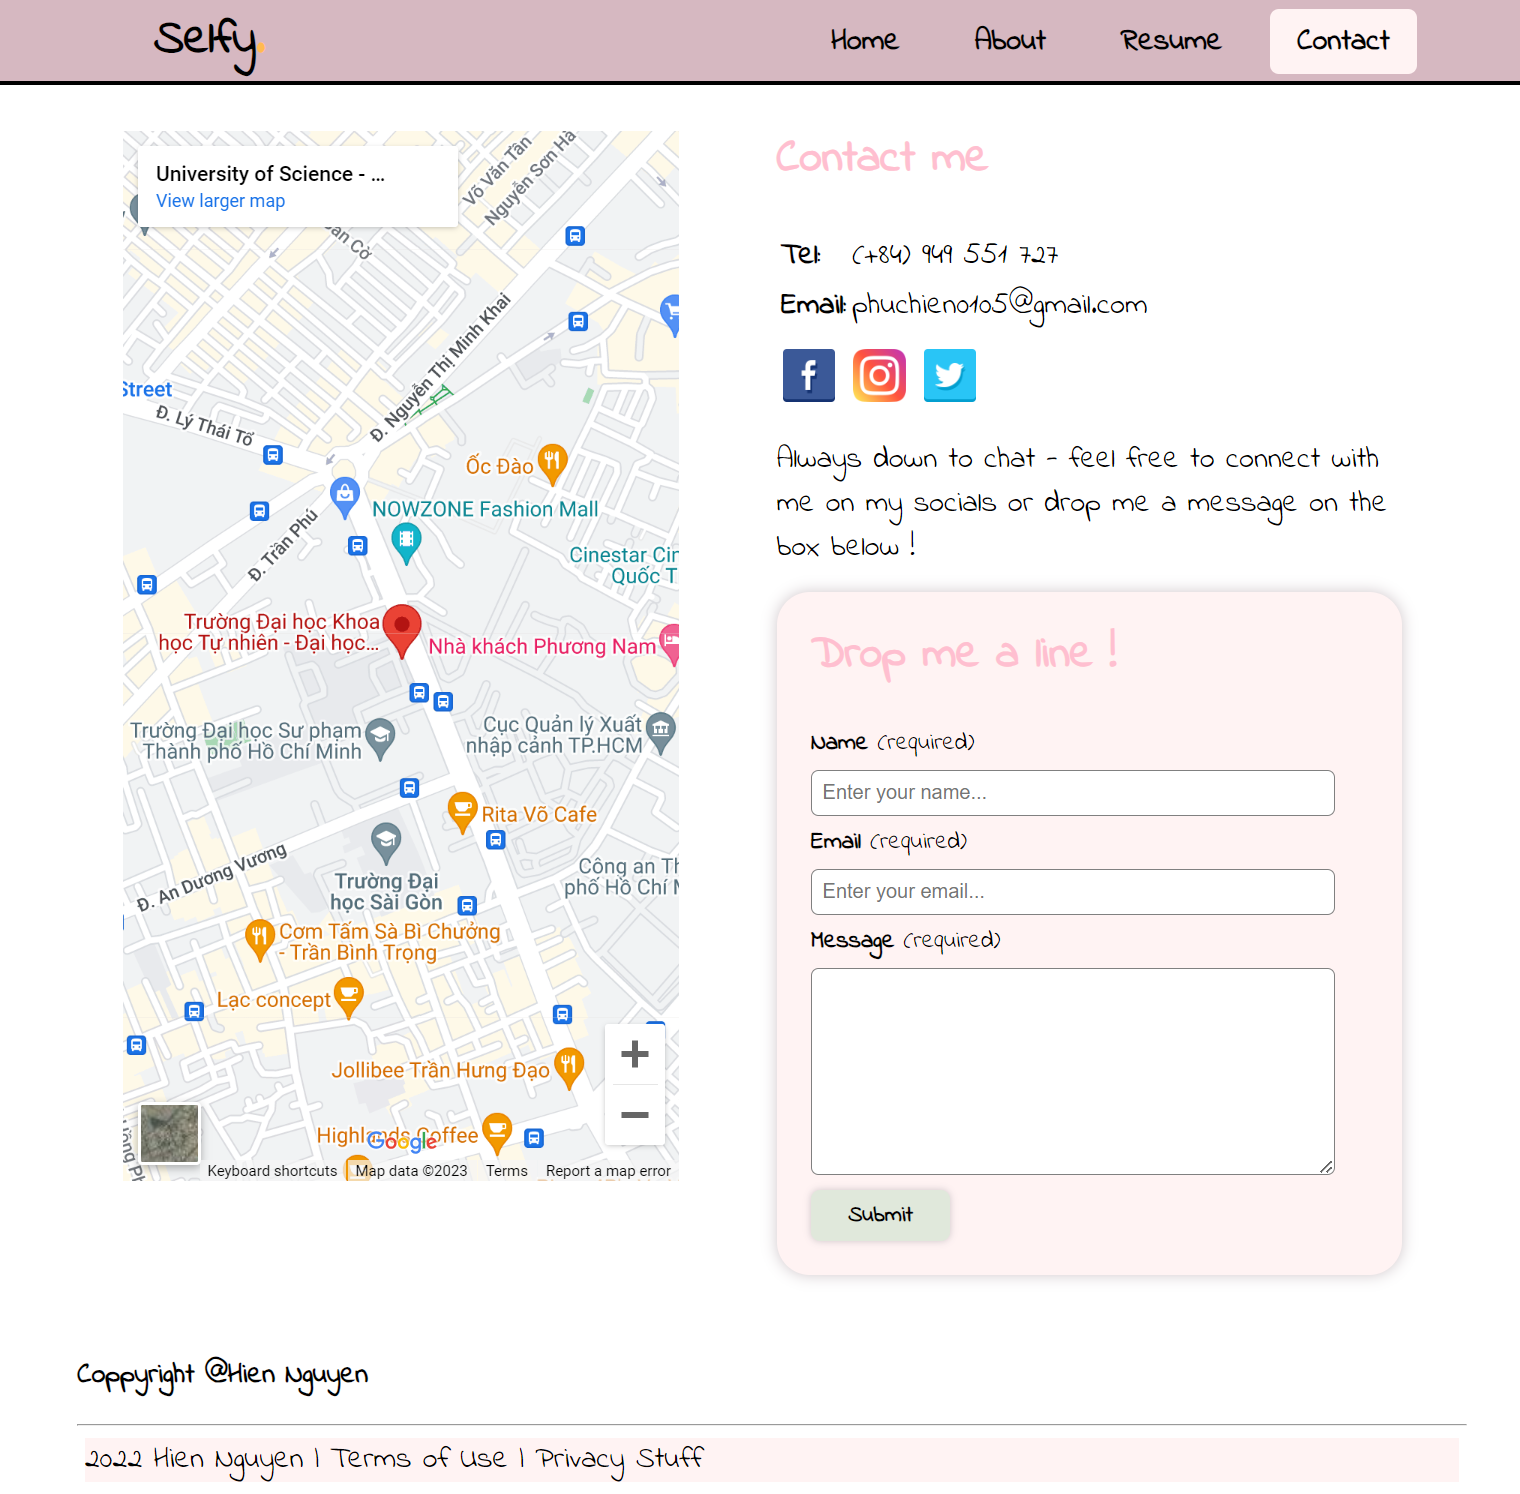 Selfy.
Home
About
Resume
Contact
University of Science - ...
View larger map
Võ Văn Tần
Nguyễn Sơn Hà
àn Cờ
Đ. Nguyễn Thị Minh Khai
Street
Đ. Lý Thái Tổ
Ốc Đào
NOWZONE Fashion Mall
Đ. Trần Phú
Cinestar Cin
Quốc T
Trường Đại học Khoa
học Tự nhiên - Đại học...
Nhà khách Phương Nam
Trường Đại học Sư phạm
Thành phố Hồ Chí Minh
Cục Quản lý Xuất
nhập cảnh TP.HCM
Rita Võ Cafe
Đ. An Dương Vương
Trường Đại
học Sài Gòn
Công an Th
phố Hồ Chí M
Cơm Tấm Sà Bì Chưởng
- Trần Bình Trọng
Lạc concept
Jollibee Trần Hưng Đạo
Highlands Coffee
Google
Keyboard shortcuts
Map data ©2023
Terms
Report a map error
Contact me
Tel: (+84) 949 551 727
Email: phuchien0105@gmail.com
Always down to chat - feel free to connect with
me on my socials or drop me a message on the
box below !
Drop me a line !
Name (required)
Enter your name...
Email (required)
Enter your email...
Message (required)
Submit
Coppyright @Hien Nguyen
2022 Hien Nguyen | Terms of Use | Privacy Stuff